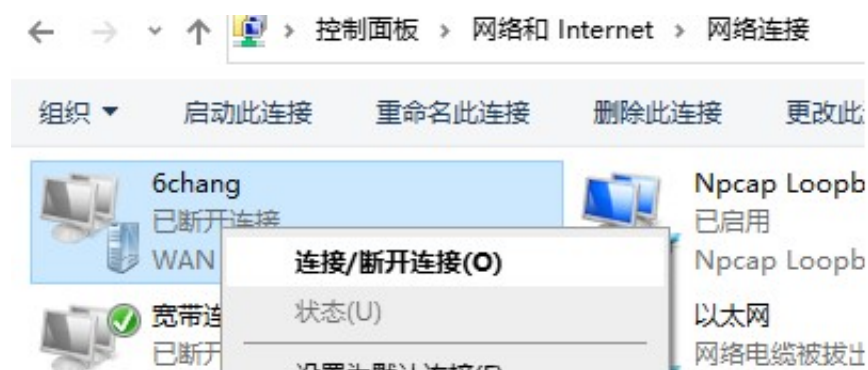 控制面板 > 网络和 Internet > 网络连接
组织 启动此连接 重命名此连接 删除此连接 更改此
6chang
已断开连接
WAN
Npcap Loopb
已启用
Npcap Loopb
连接/断开连接(O)
状态(U)
宽带连
已断开
以太网
网络电缆被拔出